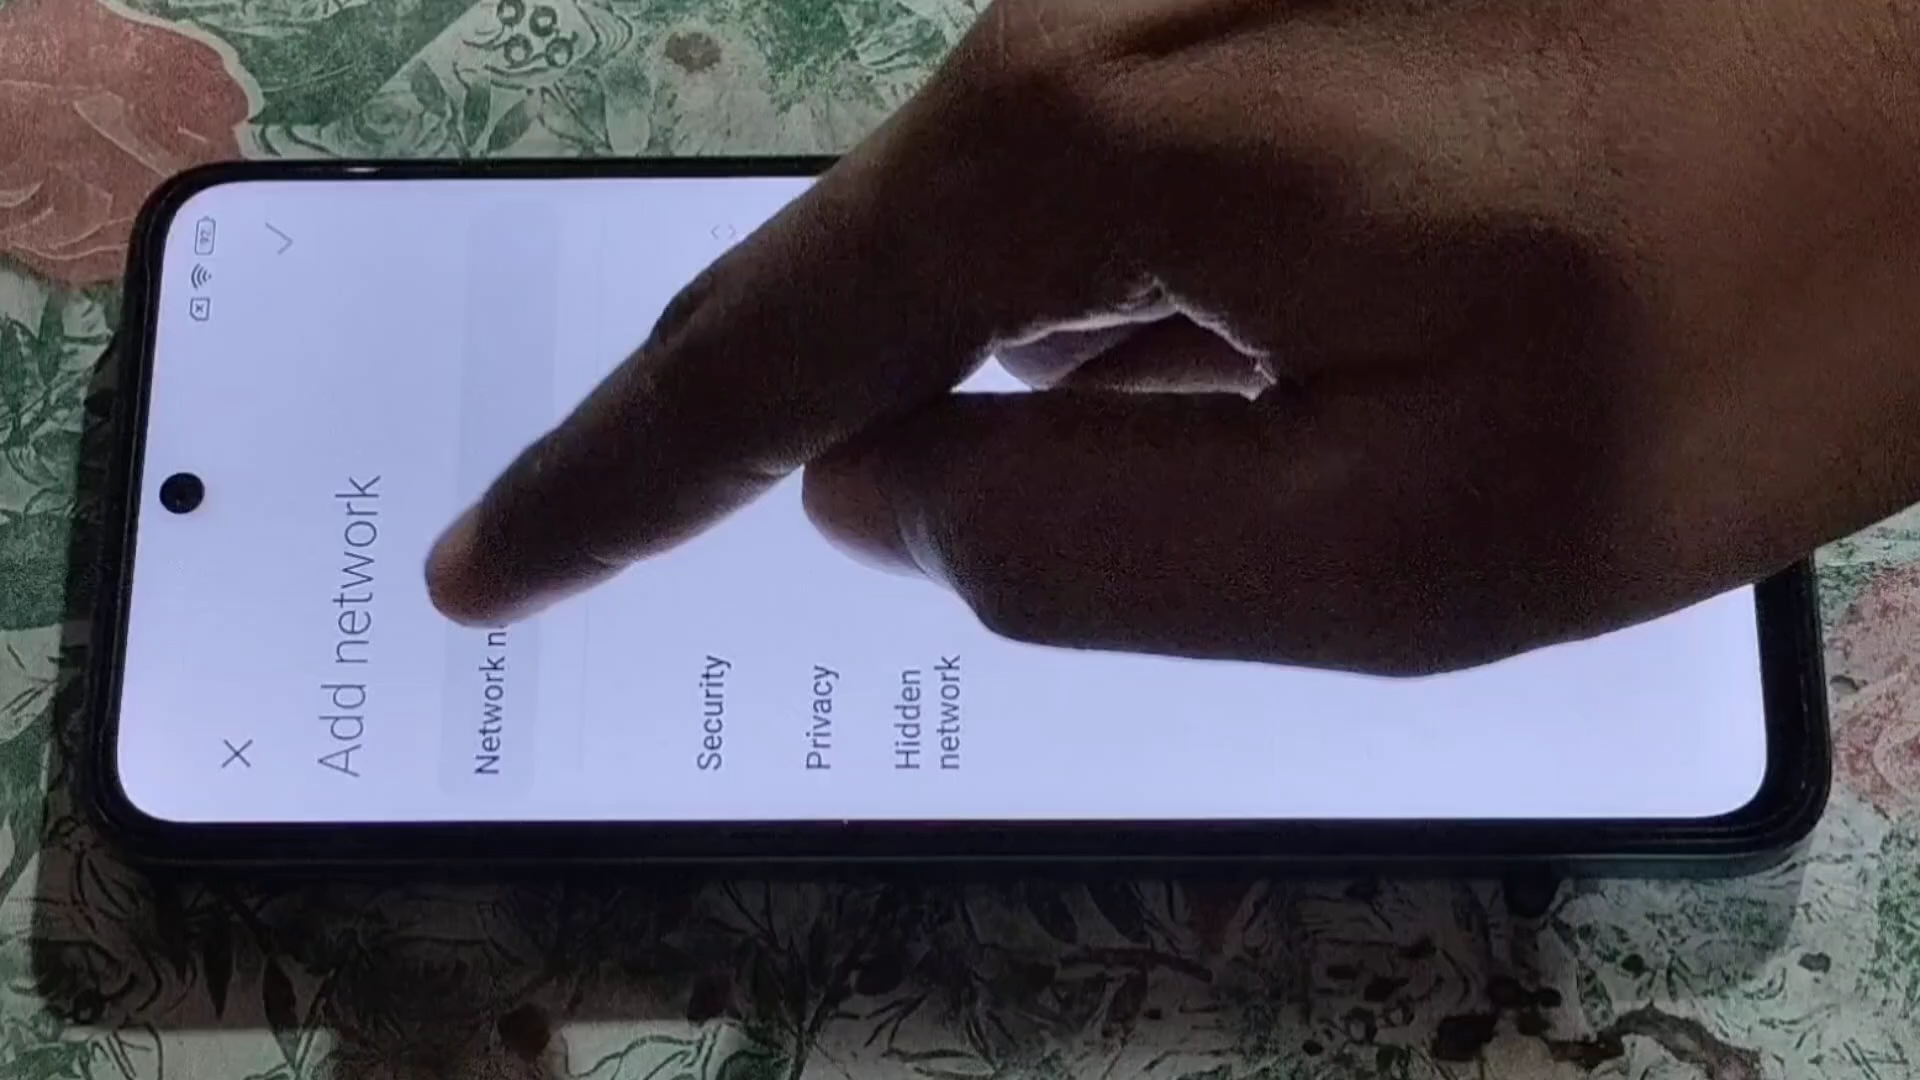 Add network
Network
Security
Privacy
Hidden
network